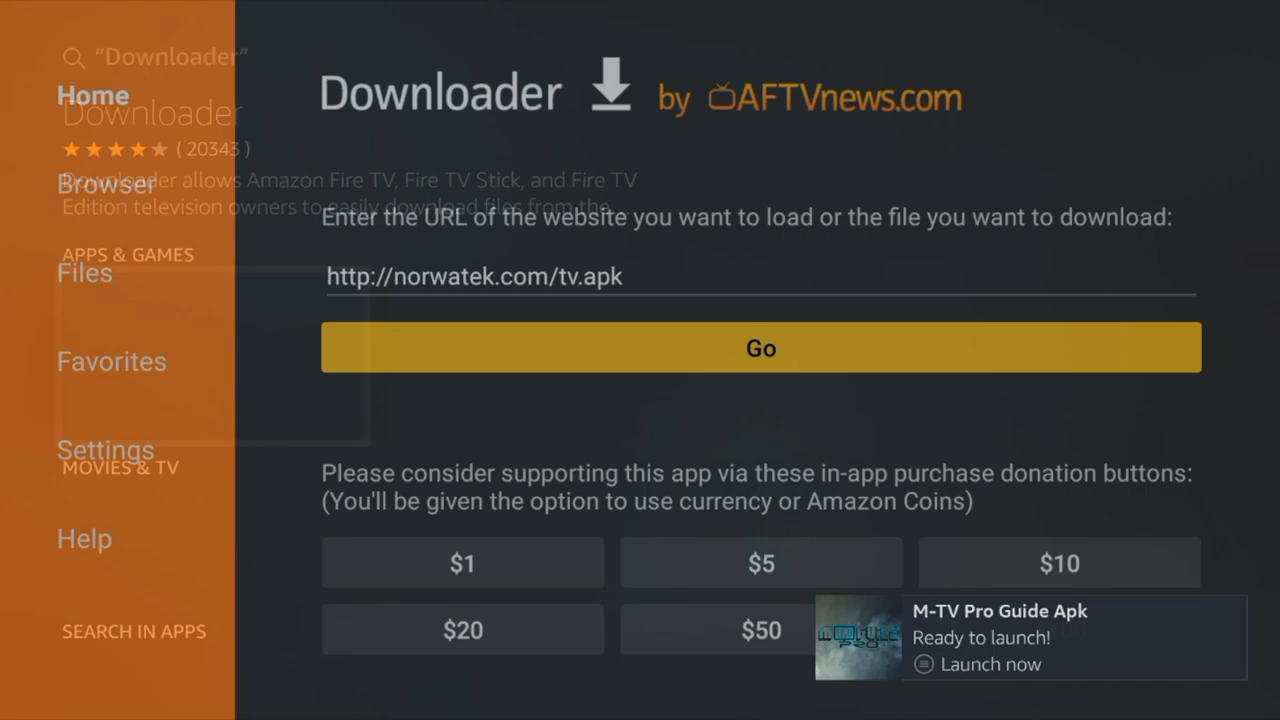 "Downloader"
Home
Downloader
( 20343 )
Browser
Downloader allows Amazon Fire TV, Fire TV Stick, and Fire TV
Edition television owners to easily download files from the
APPS & GAMES
Files
Favorites
Settings
MOVIES & TV
Help
SEARCH IN APPS
Downloader by AFTVnews.com
Enter the URL of the website you want to load or the file you want to download:
http://norwatek.com/tv.apk
Go
Please consider supporting this app via these in-app purchase donation buttons:
(You'll be given the option to use currency or Amazon Coins)
$1 $5 $10
$20 $50
M-TV Pro Guide Apk
Ready to launch!
Launch now